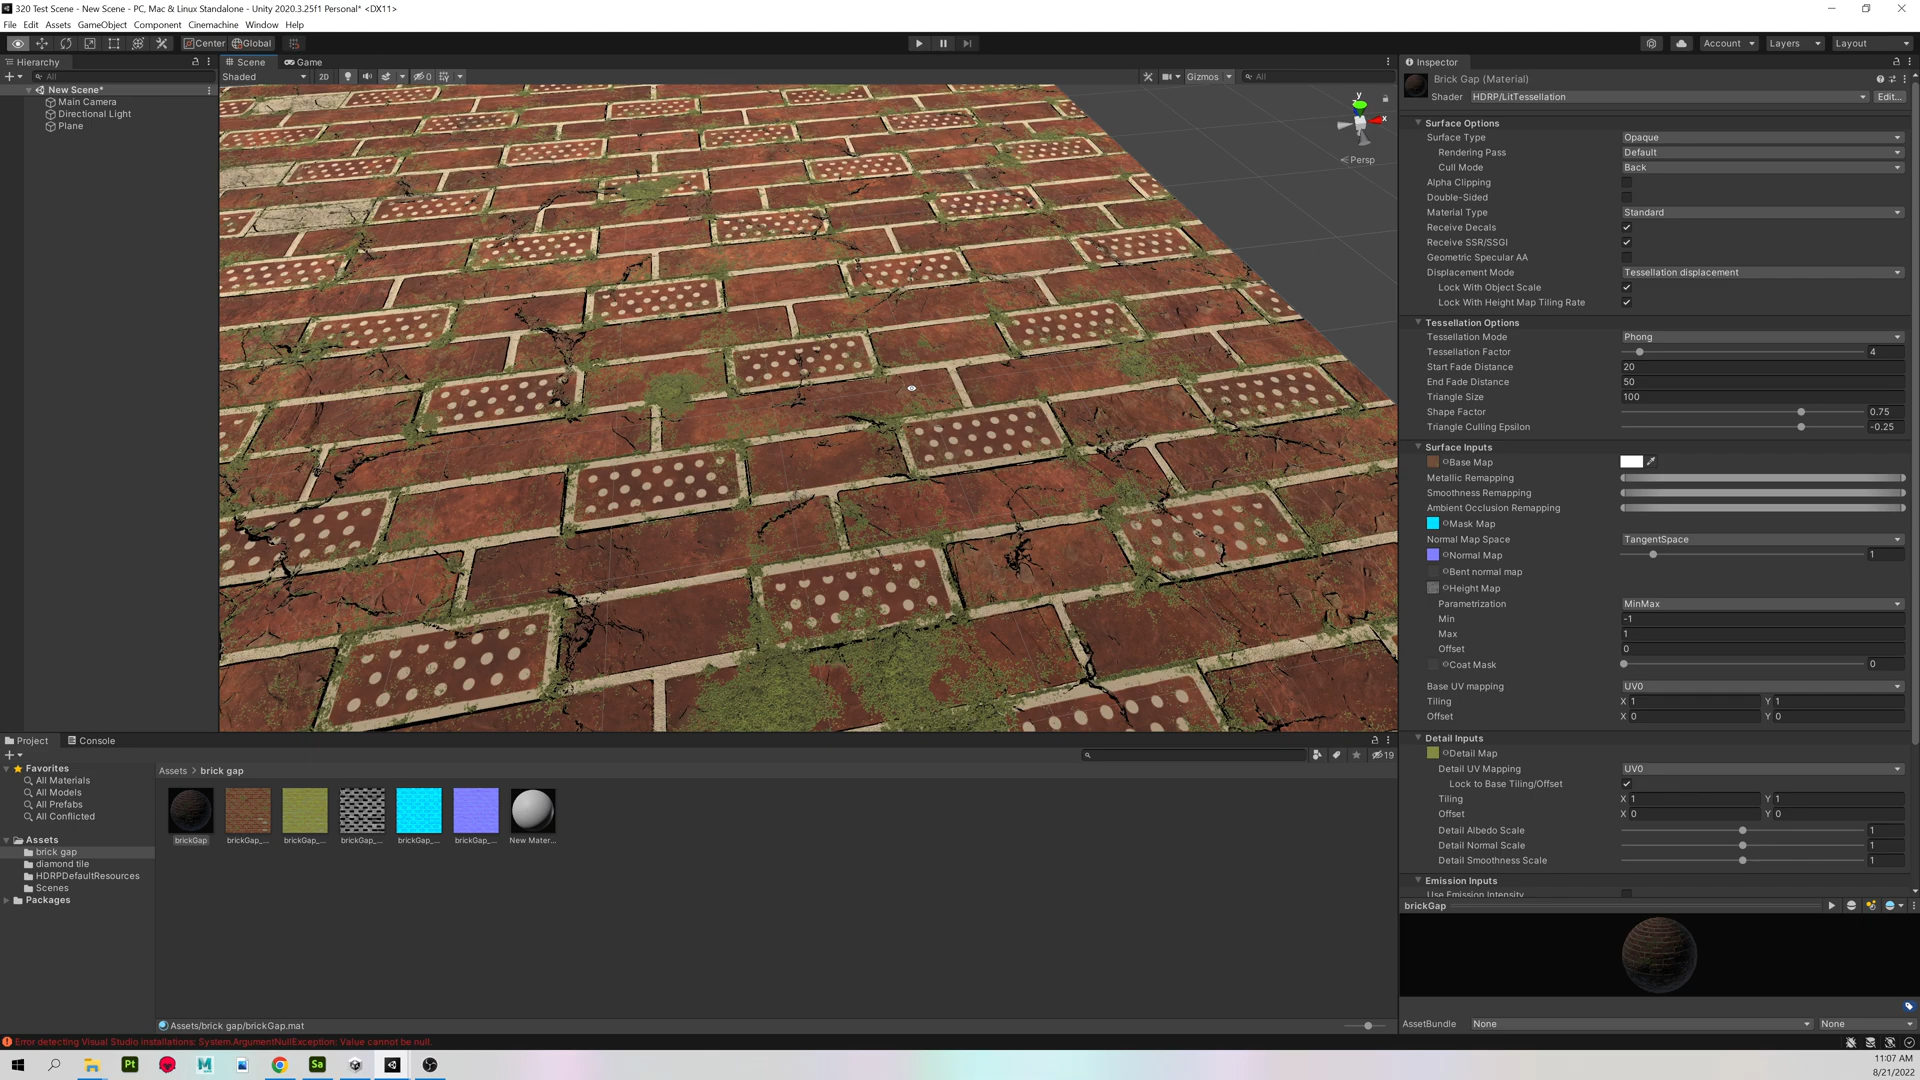 320 Test Scene - New Scene - PC, Mac & Linux Standalone - Unity 2020.3.25f1 Personal* <DX11>
File Edit Assets GameObject Component Cinemachine Window Help
Center Global
Account Layers Layout
Hierarchy
All
New Scene*
Main Camera
Directional Light
Plane
Scene Game
Shaded 2D 0 Gizmos All
y
x
Persp
Inspector
Brick Gap (Material)
Shader HDRP/LitTessellation Edit...
Surface Options
Surface Type Opaque
Rendering Pass Default
Cull Mode Back
Alpha Clipping
Double-Sided
Material Type Standard
Receive Decals
Receive SSR/SSGI
Geometric Specular AA
Displacement Mode Tessellation displacement
Lock With Object Scale
Lock With Height Map Tiling Rate
Tessellation Options
Tessellation Mode Phong
Tessellation Factor 4
Start Fade Distance 20
End Fade Distance 50
Triangle Size 100
Shape Factor 0.75
Triangle Culling Epsilon -0.25
Surface Inputs
Base Map
Metallic Remapping
Smoothness Remapping
Ambient Occlusion Remapping
Mask Map
Normal Map Space TangentSpace
Normal Map 1
Bent normal map
Height Map
Parametrization MinMax
Min -1
Max 1
Offset 0
Coat Mask 0
Base UV mapping UV0
Tiling X 1 Y 1
Offset X 0 Y 0
Detail Inputs
Detail Map
Detail UV Mapping UV0
Lock to Base Tiling/Offset
Tiling X 1 Y 1
Offset X 0 Y 0
Detail Albedo Scale 1
Detail Normal Scale 1
Detail Smoothness Scale 1
Emission Inputs
Use Emission Intensity
brickGap
AssetBundle None None
Project Console
19
Favorites
All Materials
All Models
All Prefabs
All Conflicted
Assets
brick gap
diamond tile
HDRPDefaultResources
Scenes
Packages
Assets > brick gap
brickGap brickGap_... brickGap_... brickGap_... brickGap_... brickGap_... New Mater...
Assets/brick gap/brickGap.mat
Error detecting Visual Studio installations: System.ArgumentNullException: Value cannot be null.
Pt
M
Sa
11:07 AM
8/21/2022